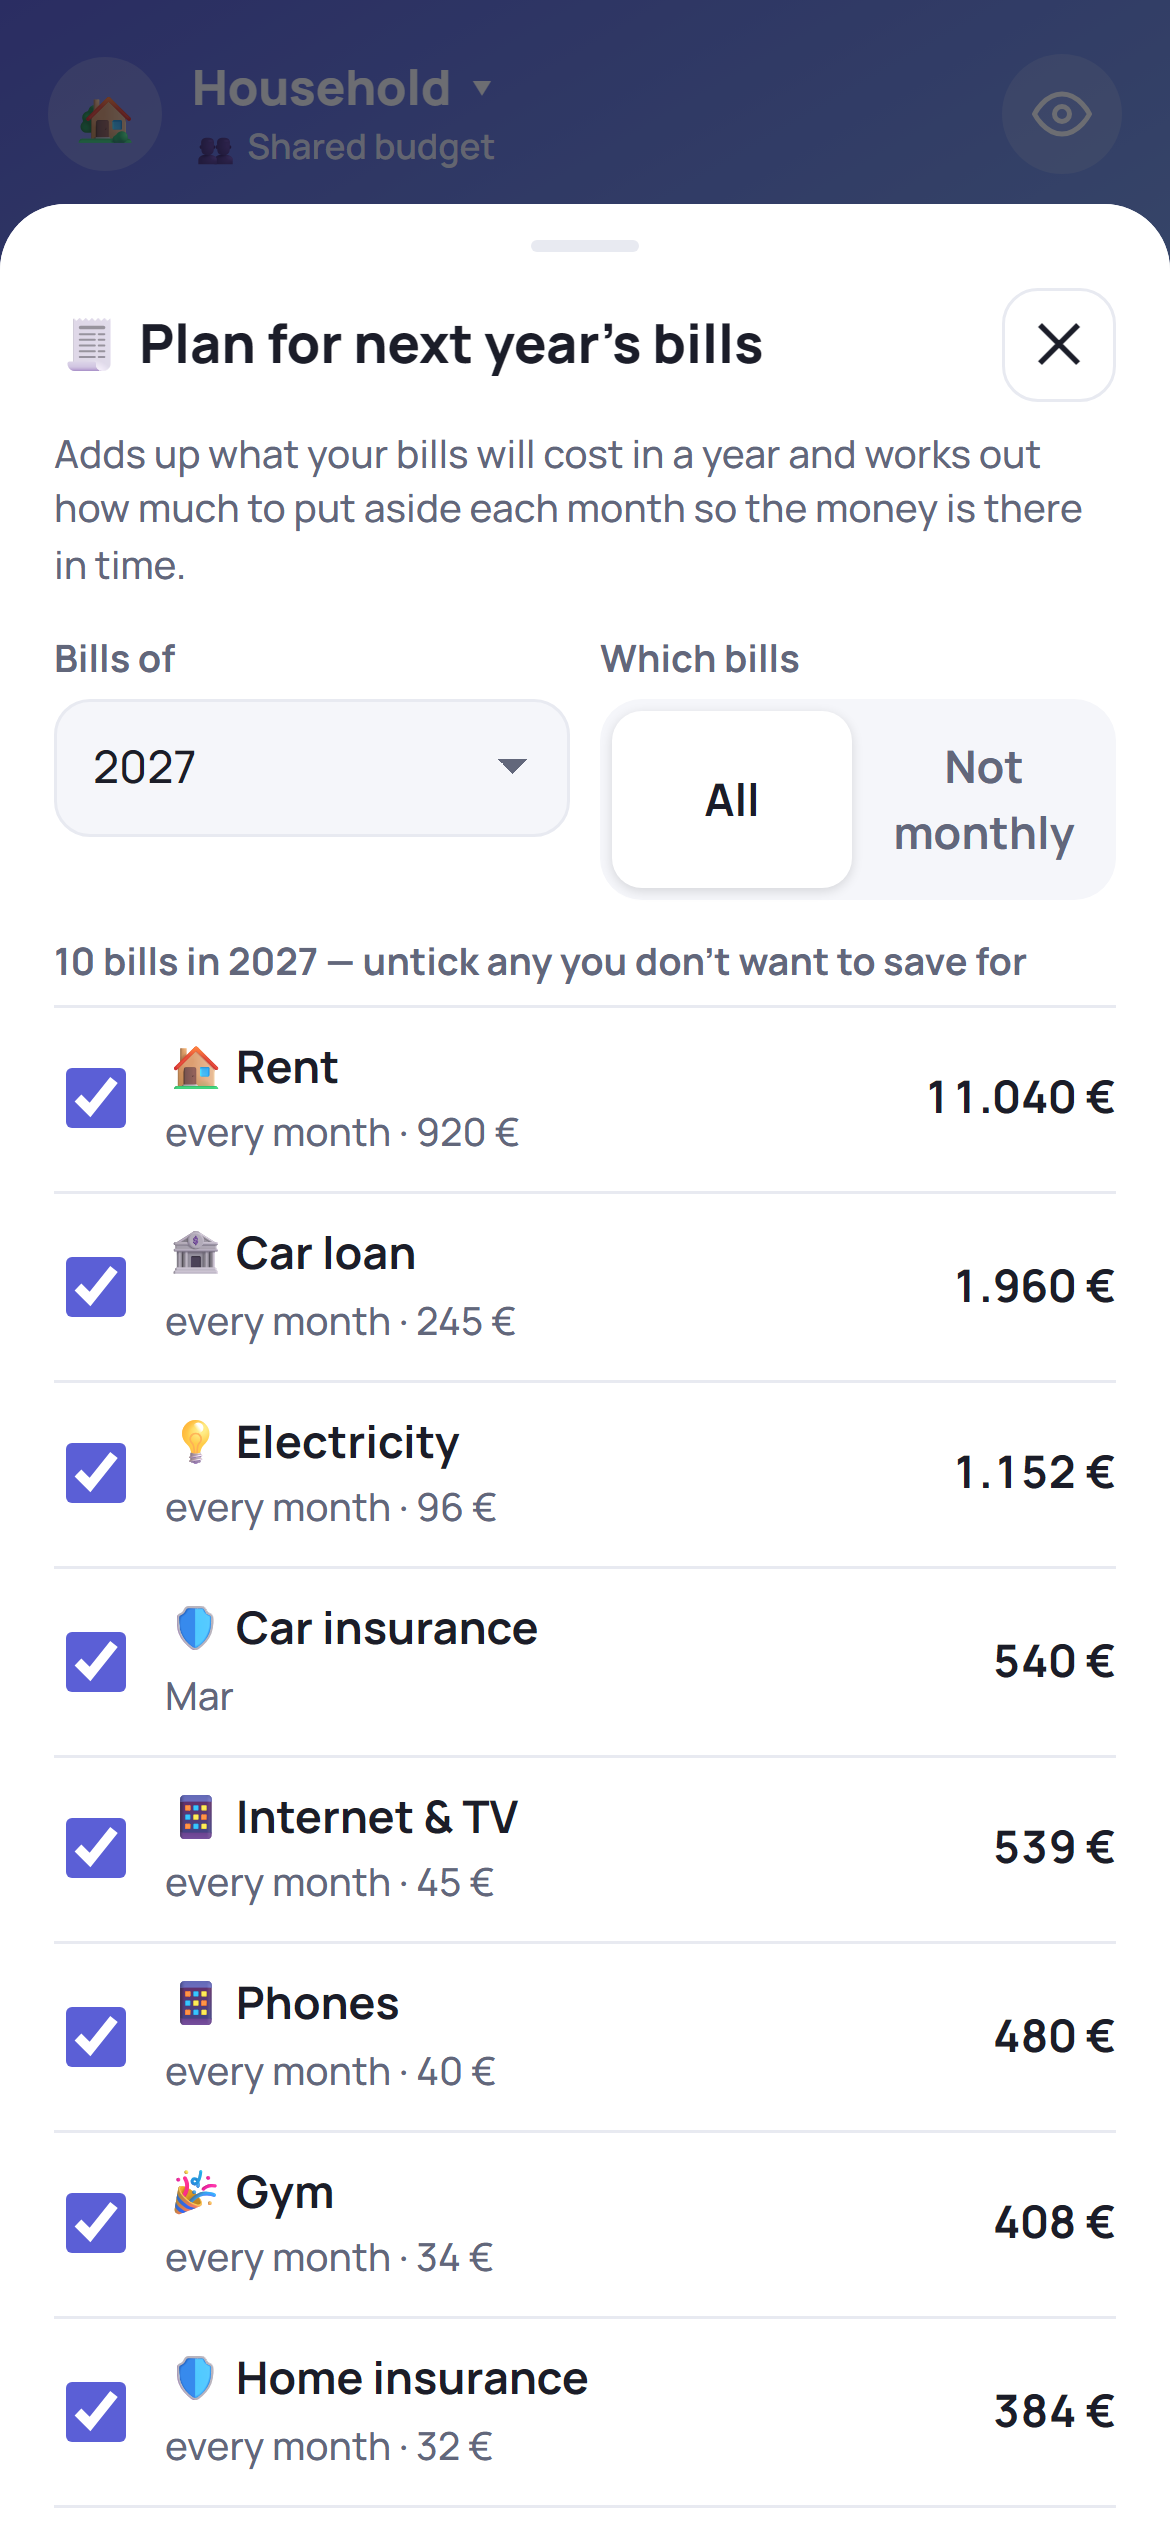 Household ▼
Shared budget
Plan for next year’s bills
Adds up what your bills will cost in a year and works out
how much to put aside each month so the money is there
in time.
Bills of
Which bills
2027
All
Not
monthly
10 bills in 2027 — untick any you don’t want to save for
Rent
every month · 920 €
11.040 €
Car loan
every month · 245 €
1.960 €
Electricity
every month · 96 €
1.152 €
Car insurance
Mar
540 €
Internet & TV
every month · 45 €
539 €
Phones
every month · 40 €
480 €
Gym
every month · 34 €
408 €
Home insurance
every month · 32 €
384 €